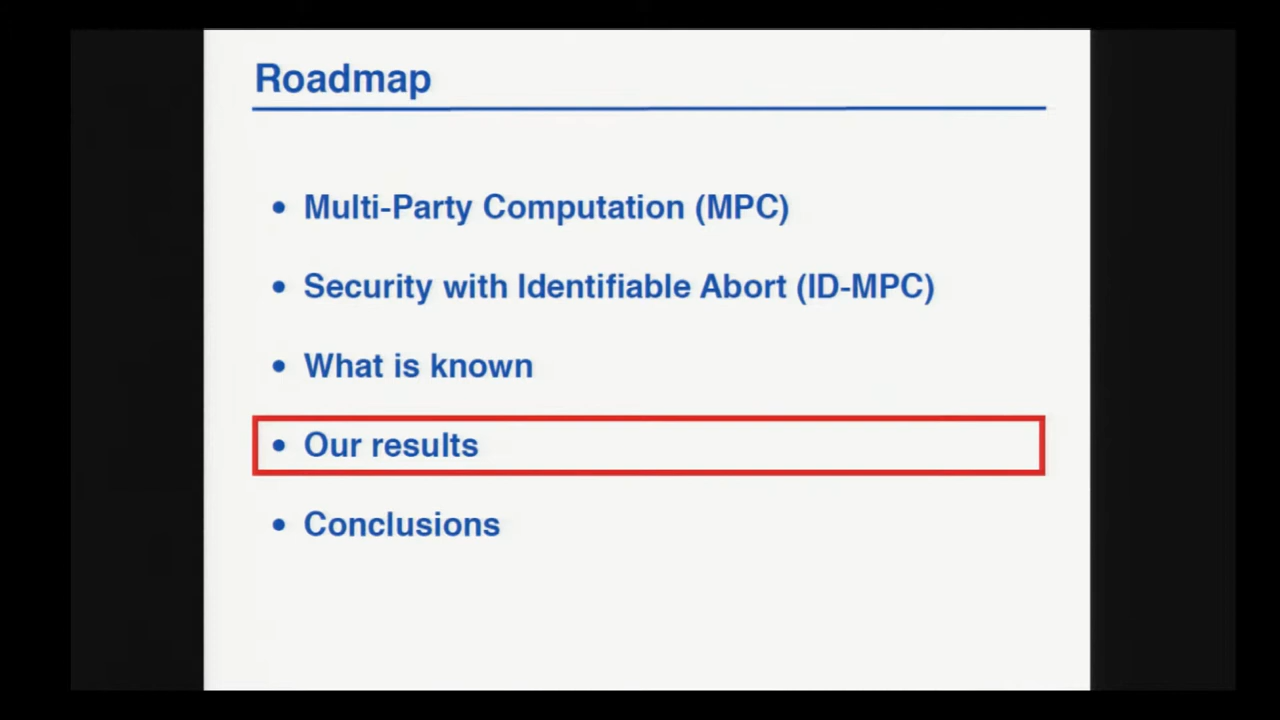 Roadmap
• Multi-Party Computation (MPC)
• Security with Identifiable Abort (ID-MPC)
• What is known
• Our results
• Conclusions